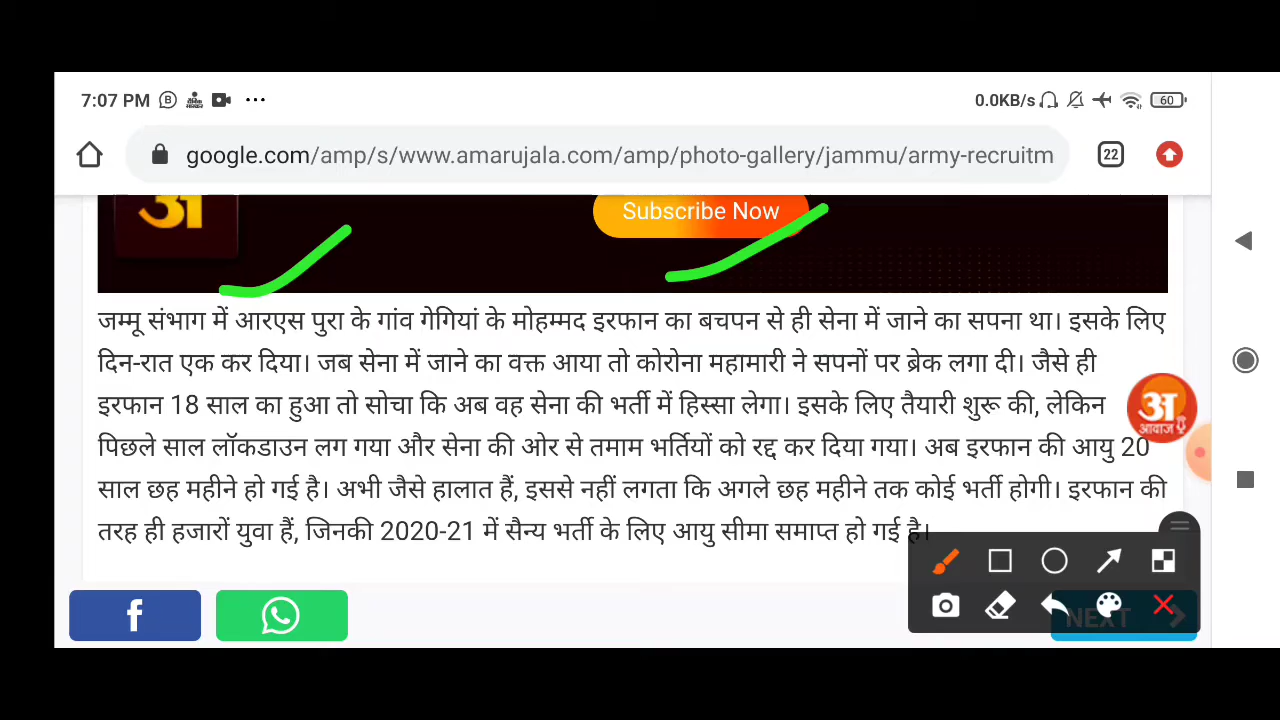 7:07 PM B ... 0.0KB/s 60
google.com/amp/s/www.amarujala.com/amp/photo-gallery/jammu/army-recruitm 22
अ Subscribe Now
जम्मू संभाग में आरएस पुरा के गांव गेगियां के मोहम्मद इरफान का बचपन से ही सेना में जाने का सपना था। इसके लिए
दिन-रात एक कर दिया। जब सेना में जाने का वक्त आया तो कोरोना महामारी ने सपनों पर ब्रेक लगा दी। जैसे ही
इरफान 18 साल का हुआ तो सोचा कि अब वह सेना की भर्ती में हिस्सा लेगा। इसके लिए तैयारी शुरू की, लेकिन
अ
आवाज
पिछले साल लॉकडाउन लग गया और सेना की ओर से तमाम भर्तियों को रद्द कर दिया गया। अब इरफान की आयु 20
साल छह महीने हो गई है। अभी जैसे हालात हैं, इससे नहीं लगता कि अगले छह महीने तक कोई भर्ती होगी। इरफान की
तरह ही हजारों युवा हैं, जिनकी 2020-21 में सैन्य भर्ती के लिए आयु सीमा समाप्त हो गई है।
f NEXT